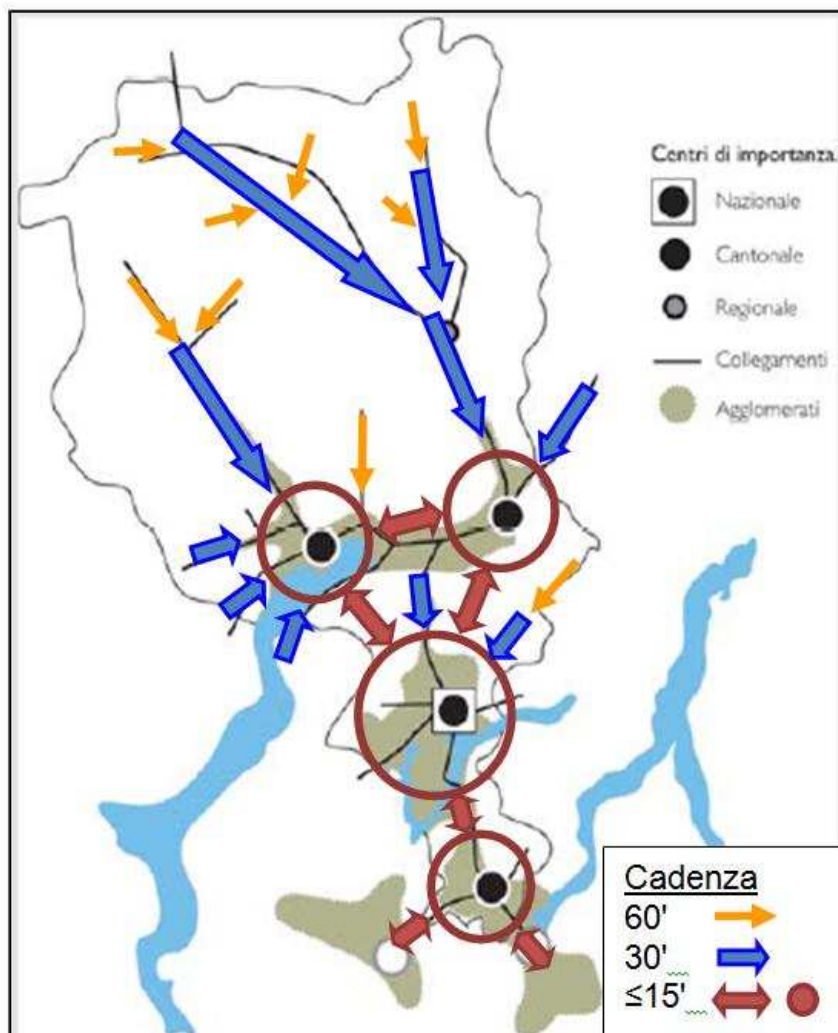 Centri di importanza
Nazionale
Cantonale
Regionale
Collegamenti
Agglomerati
Cadenza
60'
30'
≤15'